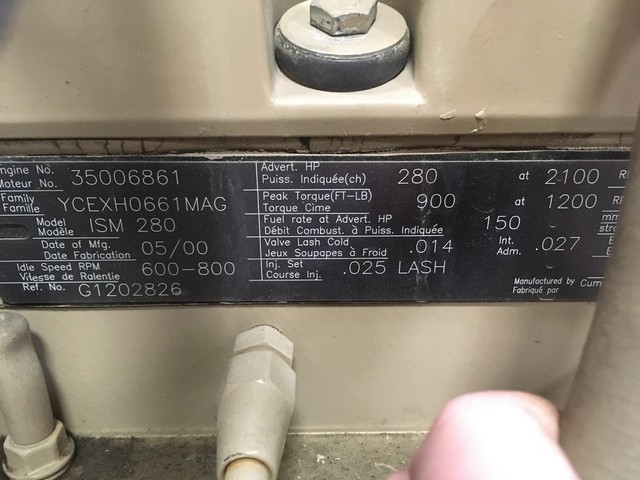 Engine No. 35006861
Moteur No.
Family YCEXH0661MAG
Famille
Model ISM 280
Modèle
Date of Mfg. 05/00
Date Fabrication
Idle Speed RPM 600-800
Vitesse de Ralentie
Ref. No. G1202826
Advert. HP
Puiss. Indiquée(ch) 280 at 2100
Peak Torque(FT-LB) 900 at 1200
Torque Cime
Fuel rate at Advert. HP 150
Débit Combust. à Puiss. Indiquée
Valve Lash Cold .014 Int. .027
Jeux Soupapes à Froid Adm.
Inj. Set .025 LASH
Course Inj.
Manufactured by Cum
Fabriqué par